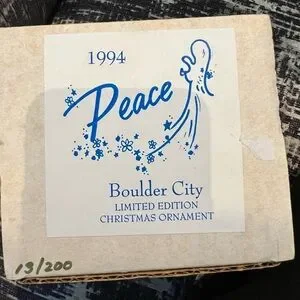 1994
Peace
Boulder City
LIMITED EDITION
CHRISTMAS ORNAMENT
13/200